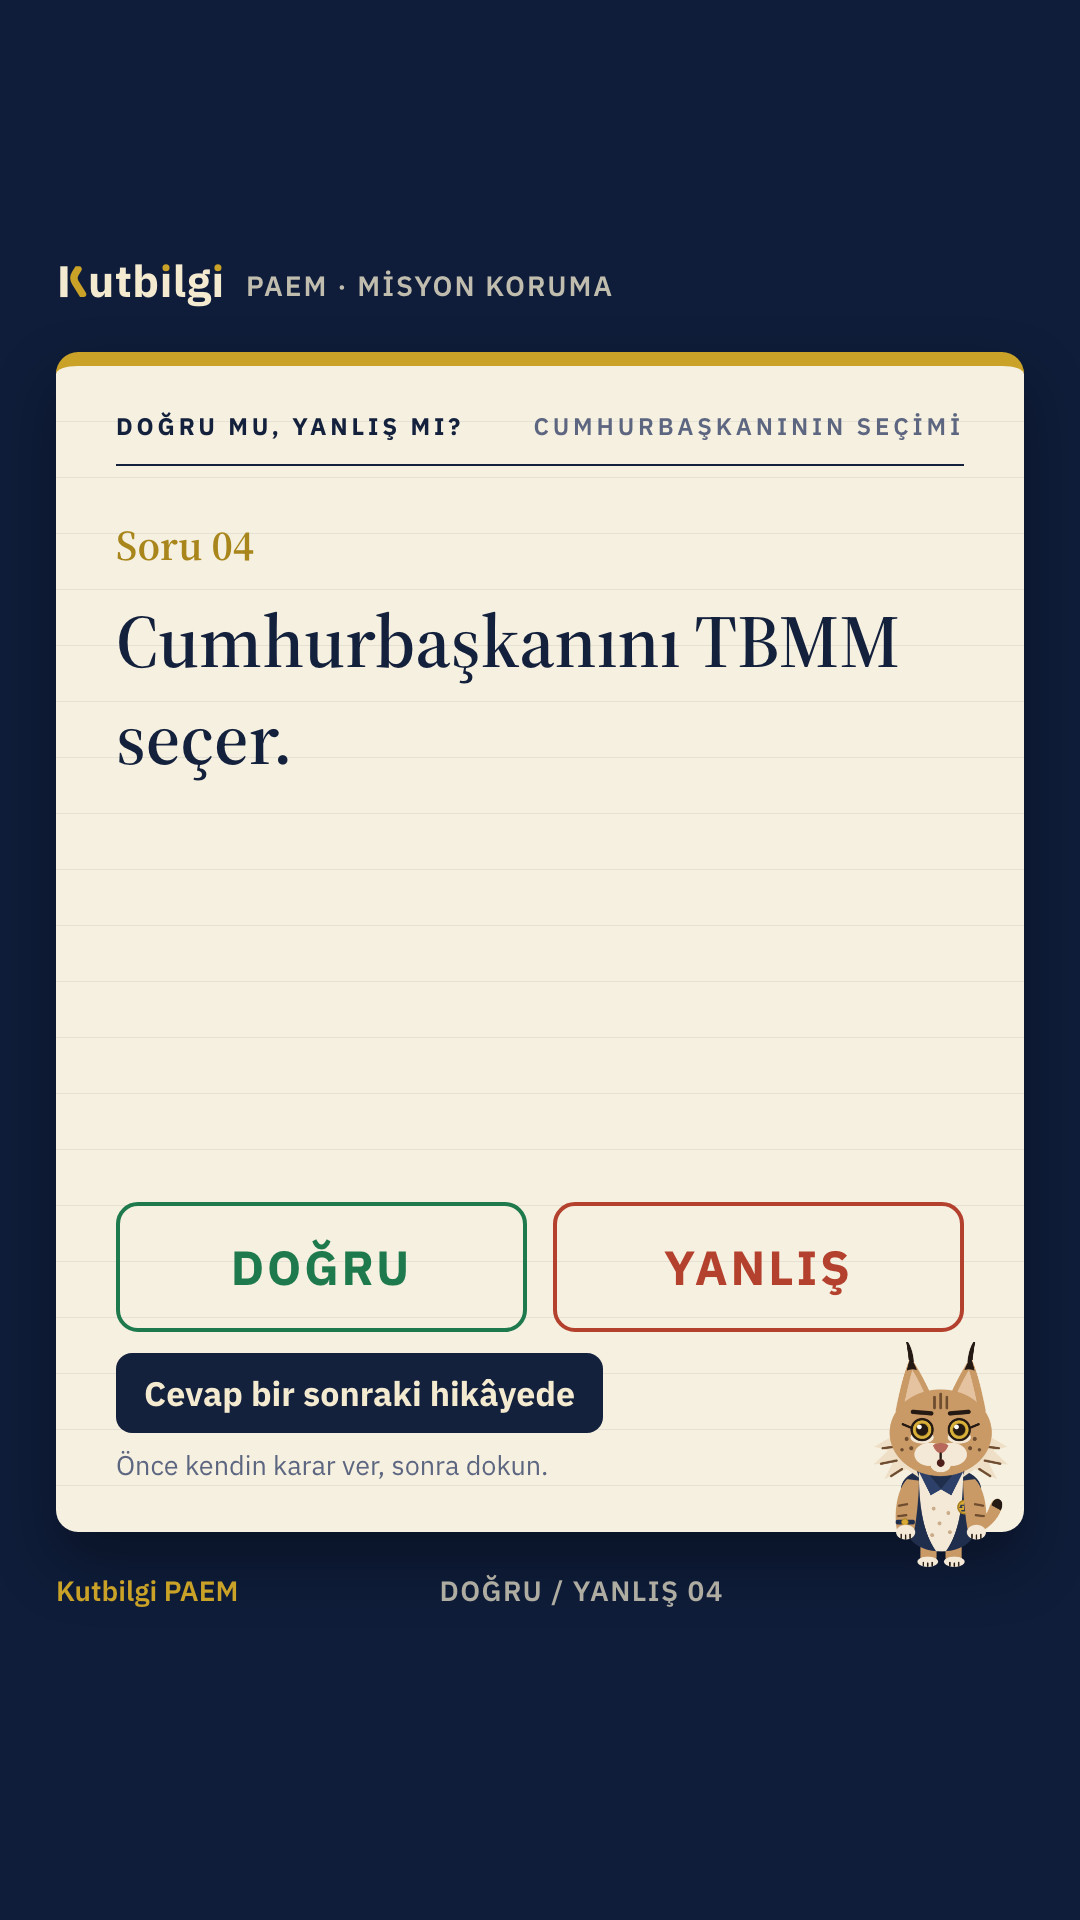 Kutbilgi PAEM · MİSYON KORUMA
DOĞRU MU, YANLIŞ MI? CUMHURBAŞKANININ SEÇİMİ
Soru 04
Cumhurbaşkanını TBMM
seçer.
DOĞRU YANLIŞ
Cevap bir sonraki hikâyede
Önce kendin karar ver, sonra dokun.
Kutbilgi PAEM DOĞRU / YANLIŞ 04